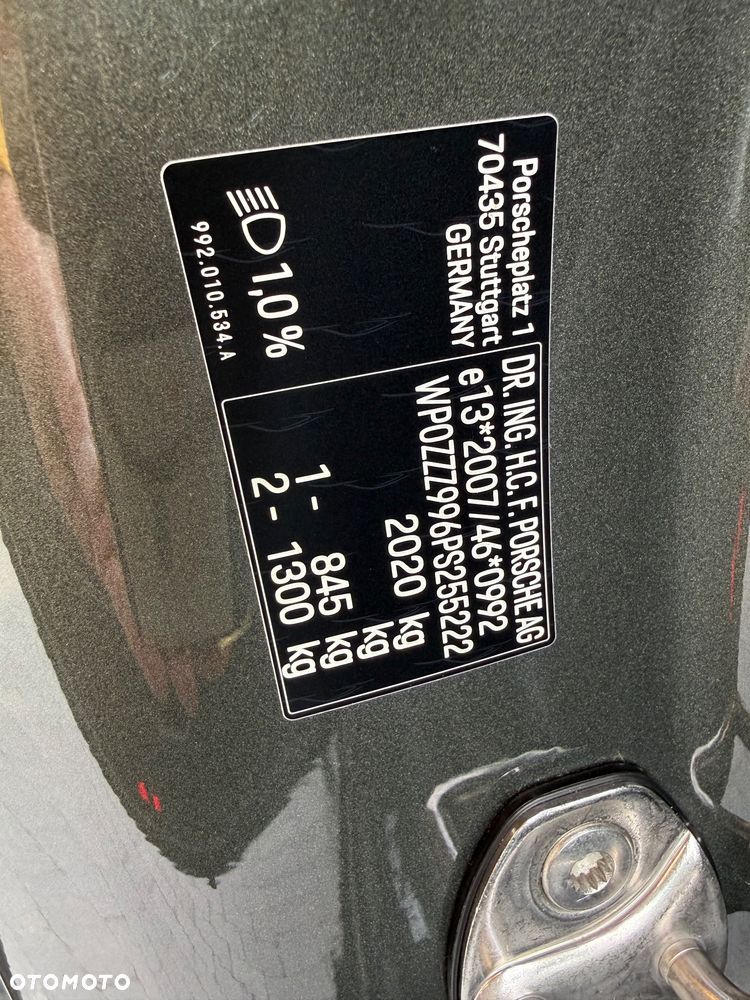 Porscheplatz 1
70435 Stuttgart
GERMANY
1,0%
992.010.534.A
DR. ING. H.C. F. PORSCHE AG
e13*2007/46*0992
WP0ZZZ996PS255222
2020 kg
1 - 845 kg
2 - 1300 kg
OTOMOTO